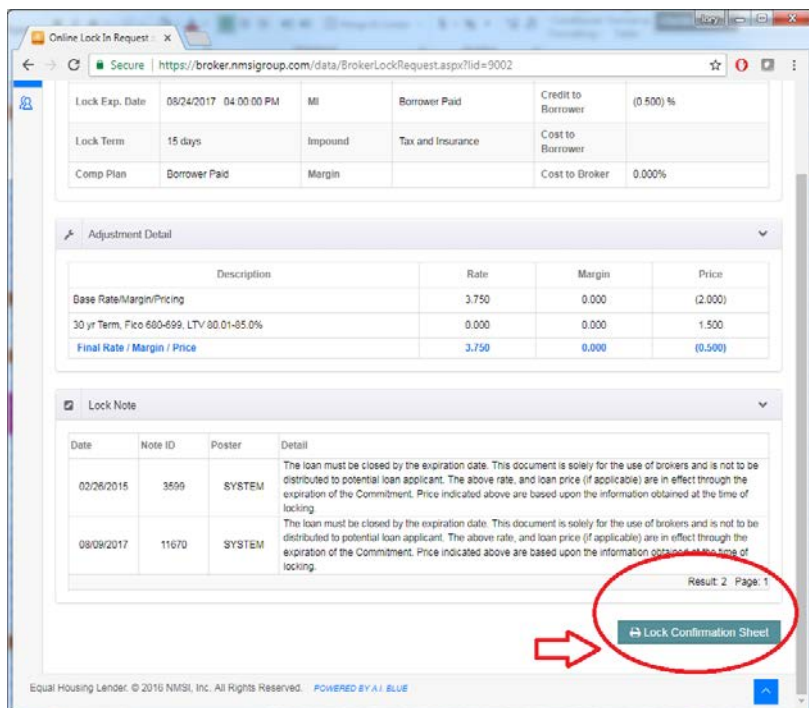 Online Lock In Request :
Secure https://broker.nmsigroup.com/data/BrokerLockRequest.aspx?lid=9002
Lock Exp. Date 08/24/2017 04:00:00 PM MI Borrower Paid Credit to Borrower (0.500) %
Lock Term 15 days Impound Tax and Insurance Cost to Borrower
Comp Plan Borrower Paid Margin Cost to Broker 0.000%
Adjustment Detail
Description Rate Margin Price
Base Rate/Margin/Pricing 3.750 0.000 (2.000)
30 yr Term, Fico 680-699, LTV 80.01-85.0% 0.000 0.000 1.500
Final Rate / Margin / Price 3.750 0.000 (0.500)
Lock Note
Date Note ID Poster Detail
02/26/2015 3599 SYSTEM The loan must be closed by the expiration date. This document is solely for the use of brokers and is not to be
distributed to potential loan applicant. The above rate, and loan price (if applicable) are in effect through the
expiration of the Commitment. Price indicated above are based upon the information obtained at the time of
locking.
08/09/2017 11670 SYSTEM The loan must be closed by the expiration date. This document is solely for the use of brokers and is not to be
distributed to potential loan applicant. The above rate, and loan price (if applicable) are in effect through the
expiration of the Commitment. Price indicated above are based upon the information obtained at the time of
locking.
Result: 2 Page: 1
Lock Confirmation Sheet
Equal Housing Lender. © 2016 NMSI, Inc. All Rights Reserved. POWERED BY A.I. BLUE